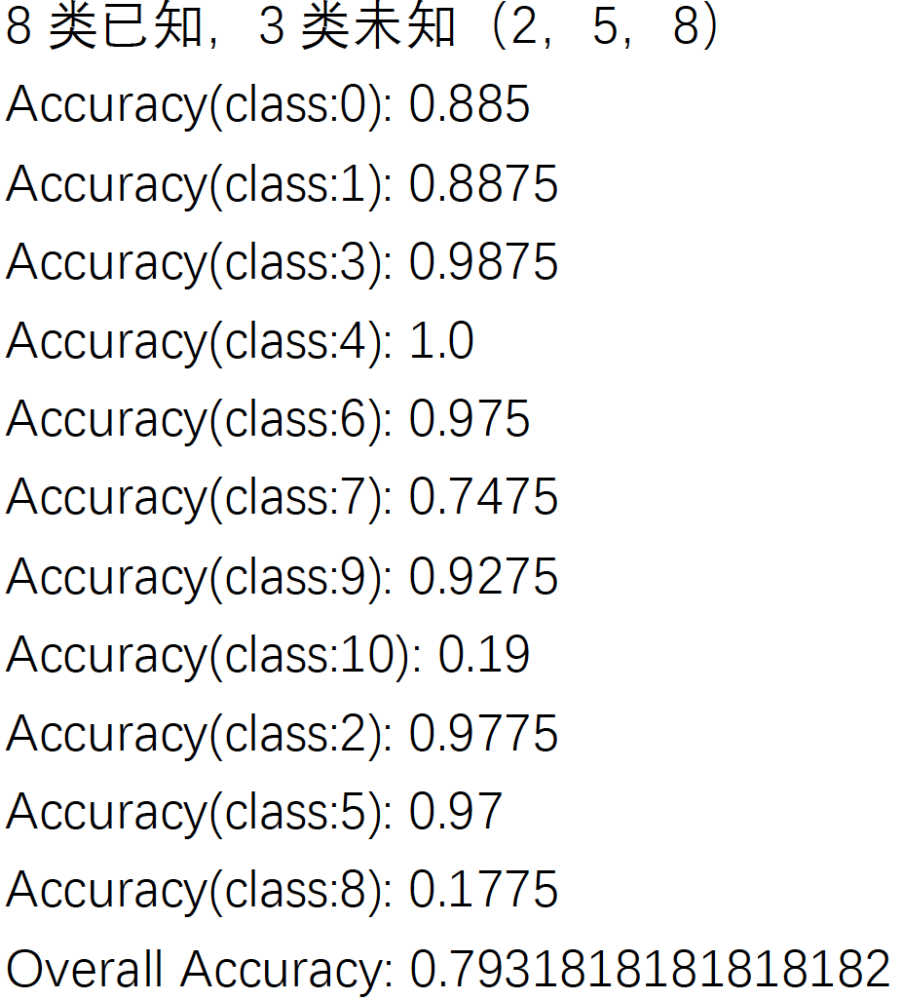 8 类已知，3 类未知（2，5，8）
Accuracy(class:0): 0.885
Accuracy(class:1): 0.8875
Accuracy(class:3): 0.9875
Accuracy(class:4): 1.0
Accuracy(class:6): 0.975
Accuracy(class:7): 0.7475
Accuracy(class:9): 0.9275
Accuracy(class:10): 0.19
Accuracy(class:2): 0.9775
Accuracy(class:5): 0.97
Accuracy(class:8): 0.1775
Overall Accuracy: 0.7931818181818182